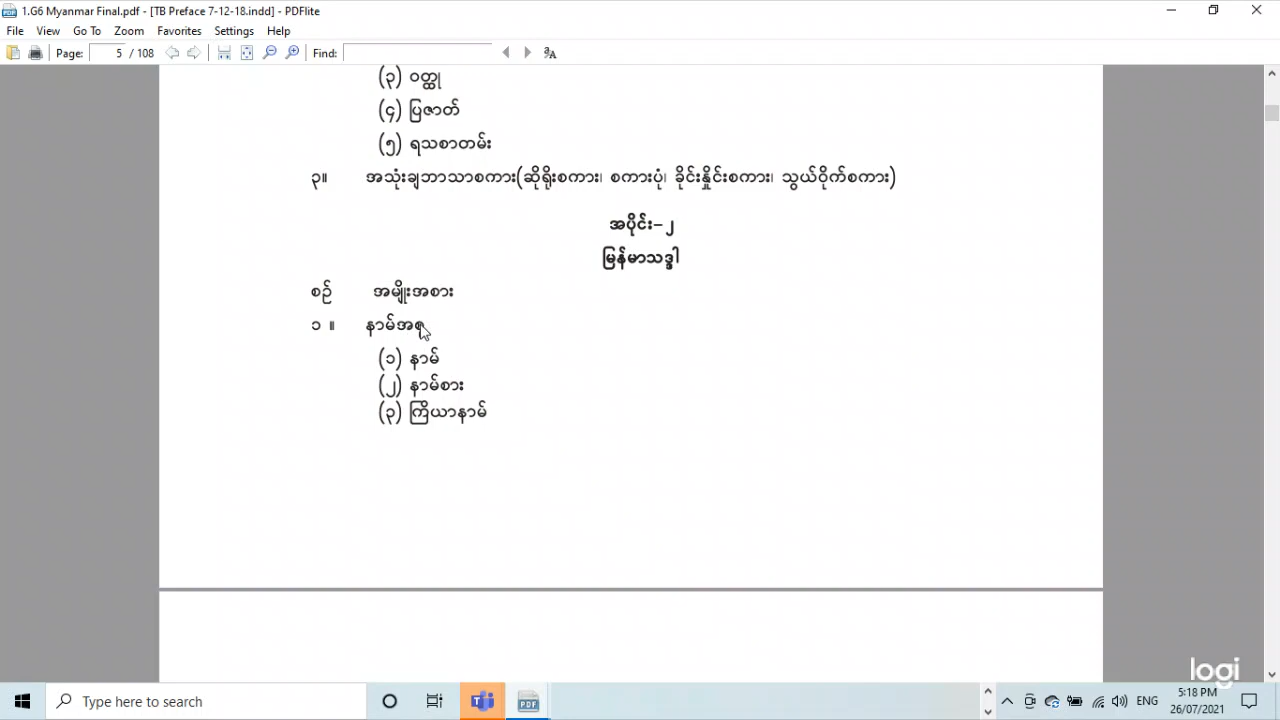 1.G6 Myanmar Final.pdf - [TB Preface 7-12-18.indd] - PDFlite
File View Go To Zoom Favorites Settings Help
Page: 5 / 108 Find:
(၃) ဝတ္ထု
(၄) ပြဇာတ်
(၅) ရသစာတမ်း
၃။ အသုံးချဘာသာစကား(ဆိုရိုးစကား၊ စကားပုံ၊ ခိုင်းနှိုင်းစကား၊ သွယ်ဝိုက်စကား)
အပိုင်း−၂
မြန်မာသဒ္ဒါ
စဉ် အမျိုးအစား
၁ ။ နာမ်အစု
(၁) နာမ်
(၂) နာမ်စား
(၃) ကြိယာနာမ်
logi
Type here to search
ENG
5:18 PM
26/07/2021